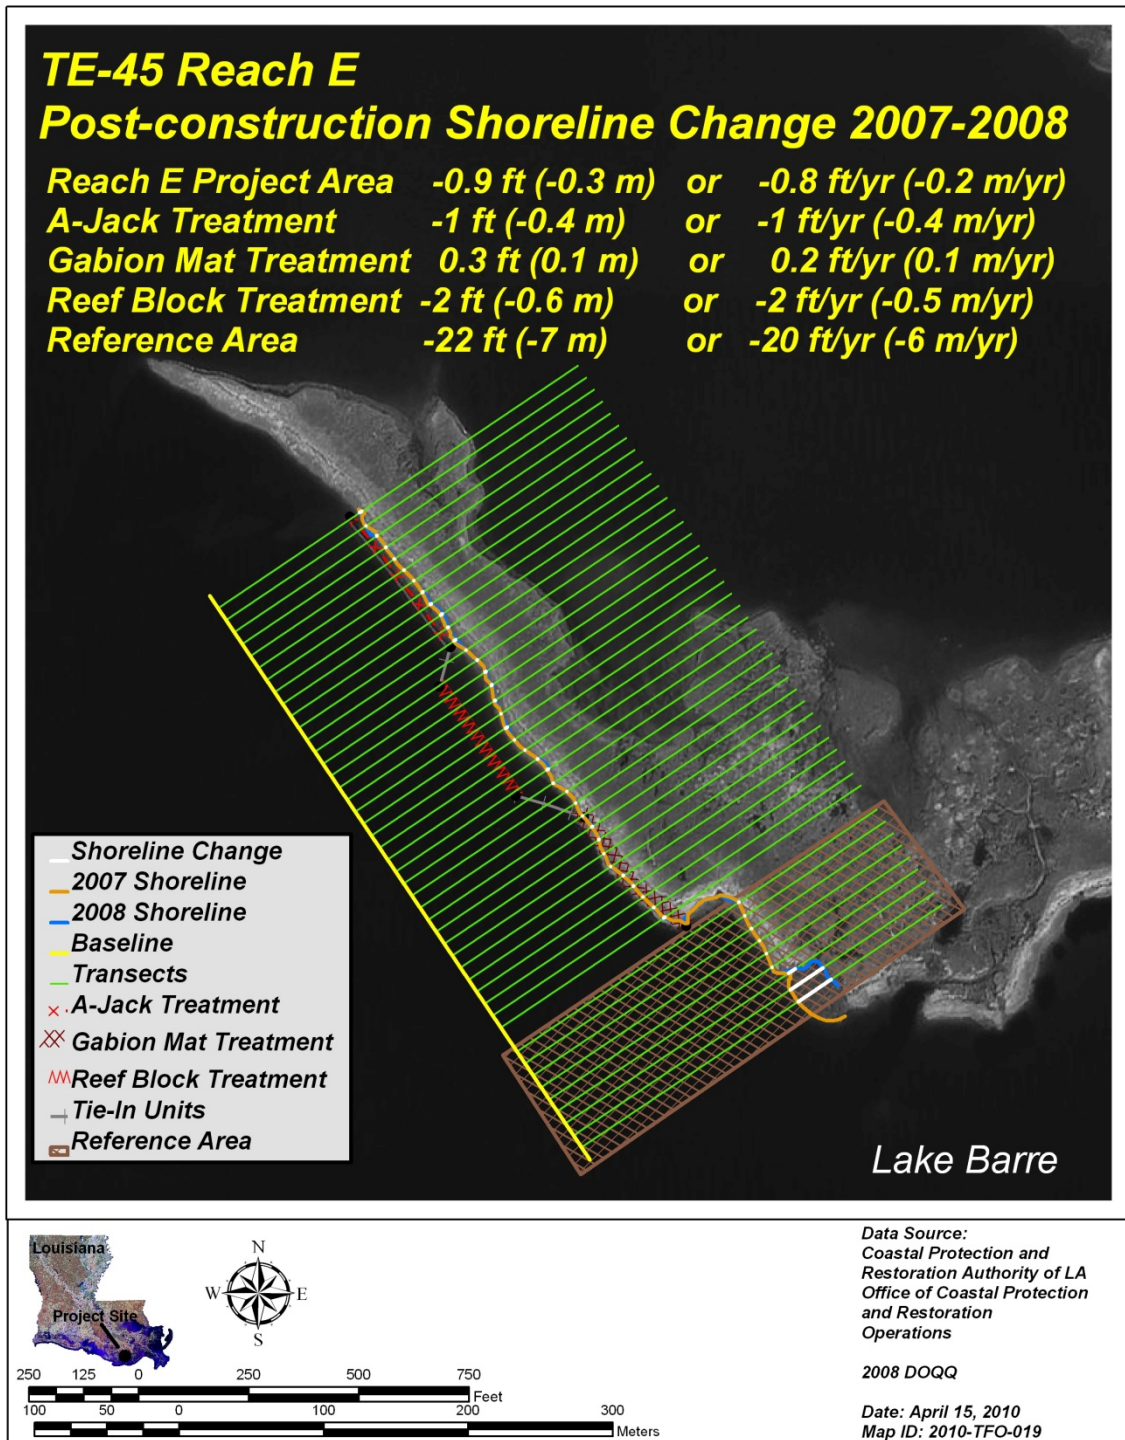 TE-45 Reach E
Post-construction Shoreline Change 2007-2008
Reach E Project Area -0.9 ft (-0.3 m) or -0.8 ft/yr (-0.2 m/yr)
A-Jack Treatment -1 ft (-0.4 m) or -1 ft/yr (-0.4 m/yr)
Gabion Mat Treatment 0.3 ft (0.1 m) or 0.2 ft/yr (0.1 m/yr)
Reef Block Treatment -2 ft (-0.6 m) or -2 ft/yr (-0.5 m/yr)
Reference Area -22 ft (-7 m) or -20 ft/yr (-6 m/yr)
Shoreline Change
2007 Shoreline
2008 Shoreline
Baseline
Transects
A-Jack Treatment
Gabion Mat Treatment
Reef Block Treatment
Tie-In Units
Reference Area
Lake Barre
Louisiana
Project Site
N
W E
S
250 125 0 250 500 750
Feet
100 50 0 100 200 300
Meters
Data Source:
Coastal Protection and
Restoration Authority of LA
Office of Coastal Protection
and Restoration
Operations
2008 DOQQ
Date: April 15, 2010
Map ID: 2010-TFO-019